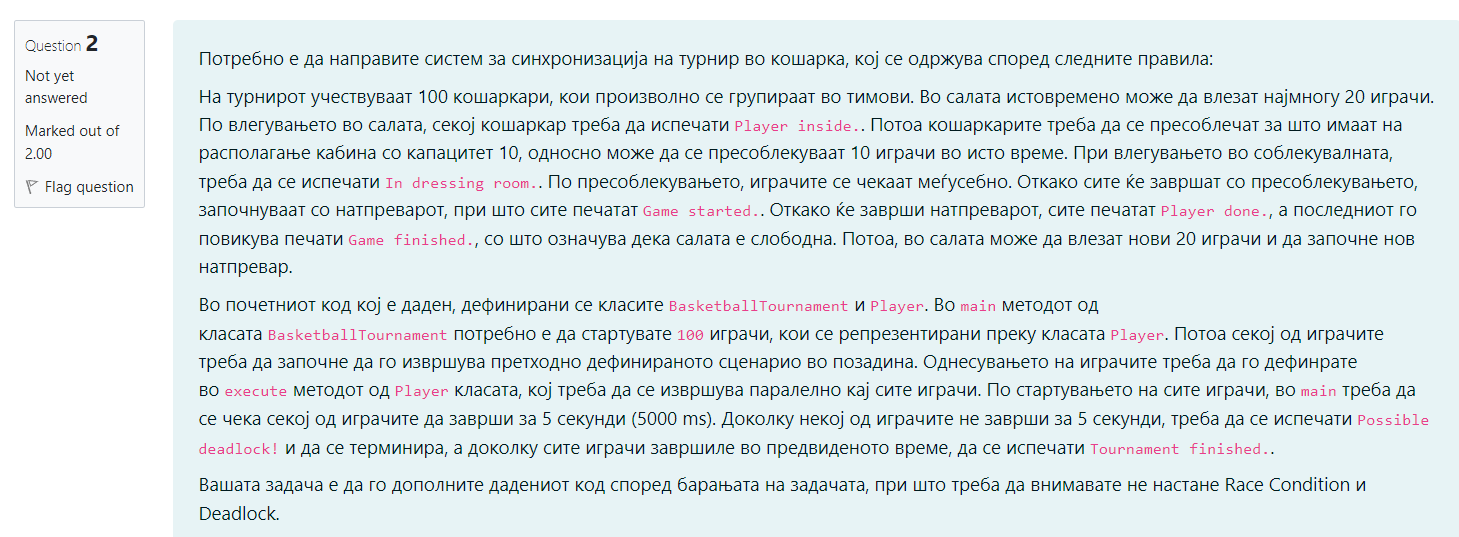 Question 2
Not yet
answered
Marked out of
2.00
Flag question
Потребно е да направите систем за синхронизација на турнир во кошарка, кој се одржува според следните правила:
На турнирот учествуваат 100 кошаркари, кои произволно се групираат во тимови. Во салата истовремено може да влезат најмногу 20 играчи.
По влегувањето во салата, секој кошаркар треба да испечати Player inside.. Потоа кошаркарите треба да се пресоблечат за што имаат на
располагање кабина со капацитет 10, односно може да се пресоблекуваат 10 играчи во исто време. При влегувањето во соблекувалната,
треба да се испечати In dressing room.. По пресоблекувањето, играчите се чекаат меѓусебно. Откако сите ќе завршат со пресоблекувањето,
започнуваат со натпреварот, при што сите печатат Game started.. Откако ќе заврши натпреварот, сите печатат Player done., а последниот го
повикува печати Game finished., со што означува дека салата е слободна. Потоа, во салата може да влезат нови 20 играчи и да започне нов
натпревар.
Во почетниот код кој е даден, дефинирани се класите BasketballTournament и Player. Во main методот од
класата BasketballTournament потребно е да стартувате 100 играчи, кои се репрезентирани преку класата Player. Потоа секој од играчите
треба да започне да го извршува претходно дефинираното сценарио во позадина. Однесувањето на играчите треба да го дефинрате
во execute методот од Player класата, кој треба да се извршува паралелно кај сите играчи. По стартувањето на сите играчи, во main треба да
се чека секој од играчите да заврши за 5 секунди (5000 ms). Доколку некој од играчите не заврши за 5 секунди, треба да се испечати Possible
deadlock! и да се терминира, а доколку сите играчи завршиле во предвиденото време, да се испечати Tournament finished..
Вашата задача е да го дополните дадениот код според барањата на задачата, при што треба да внимавате не настане Race Condition и
Deadlock.